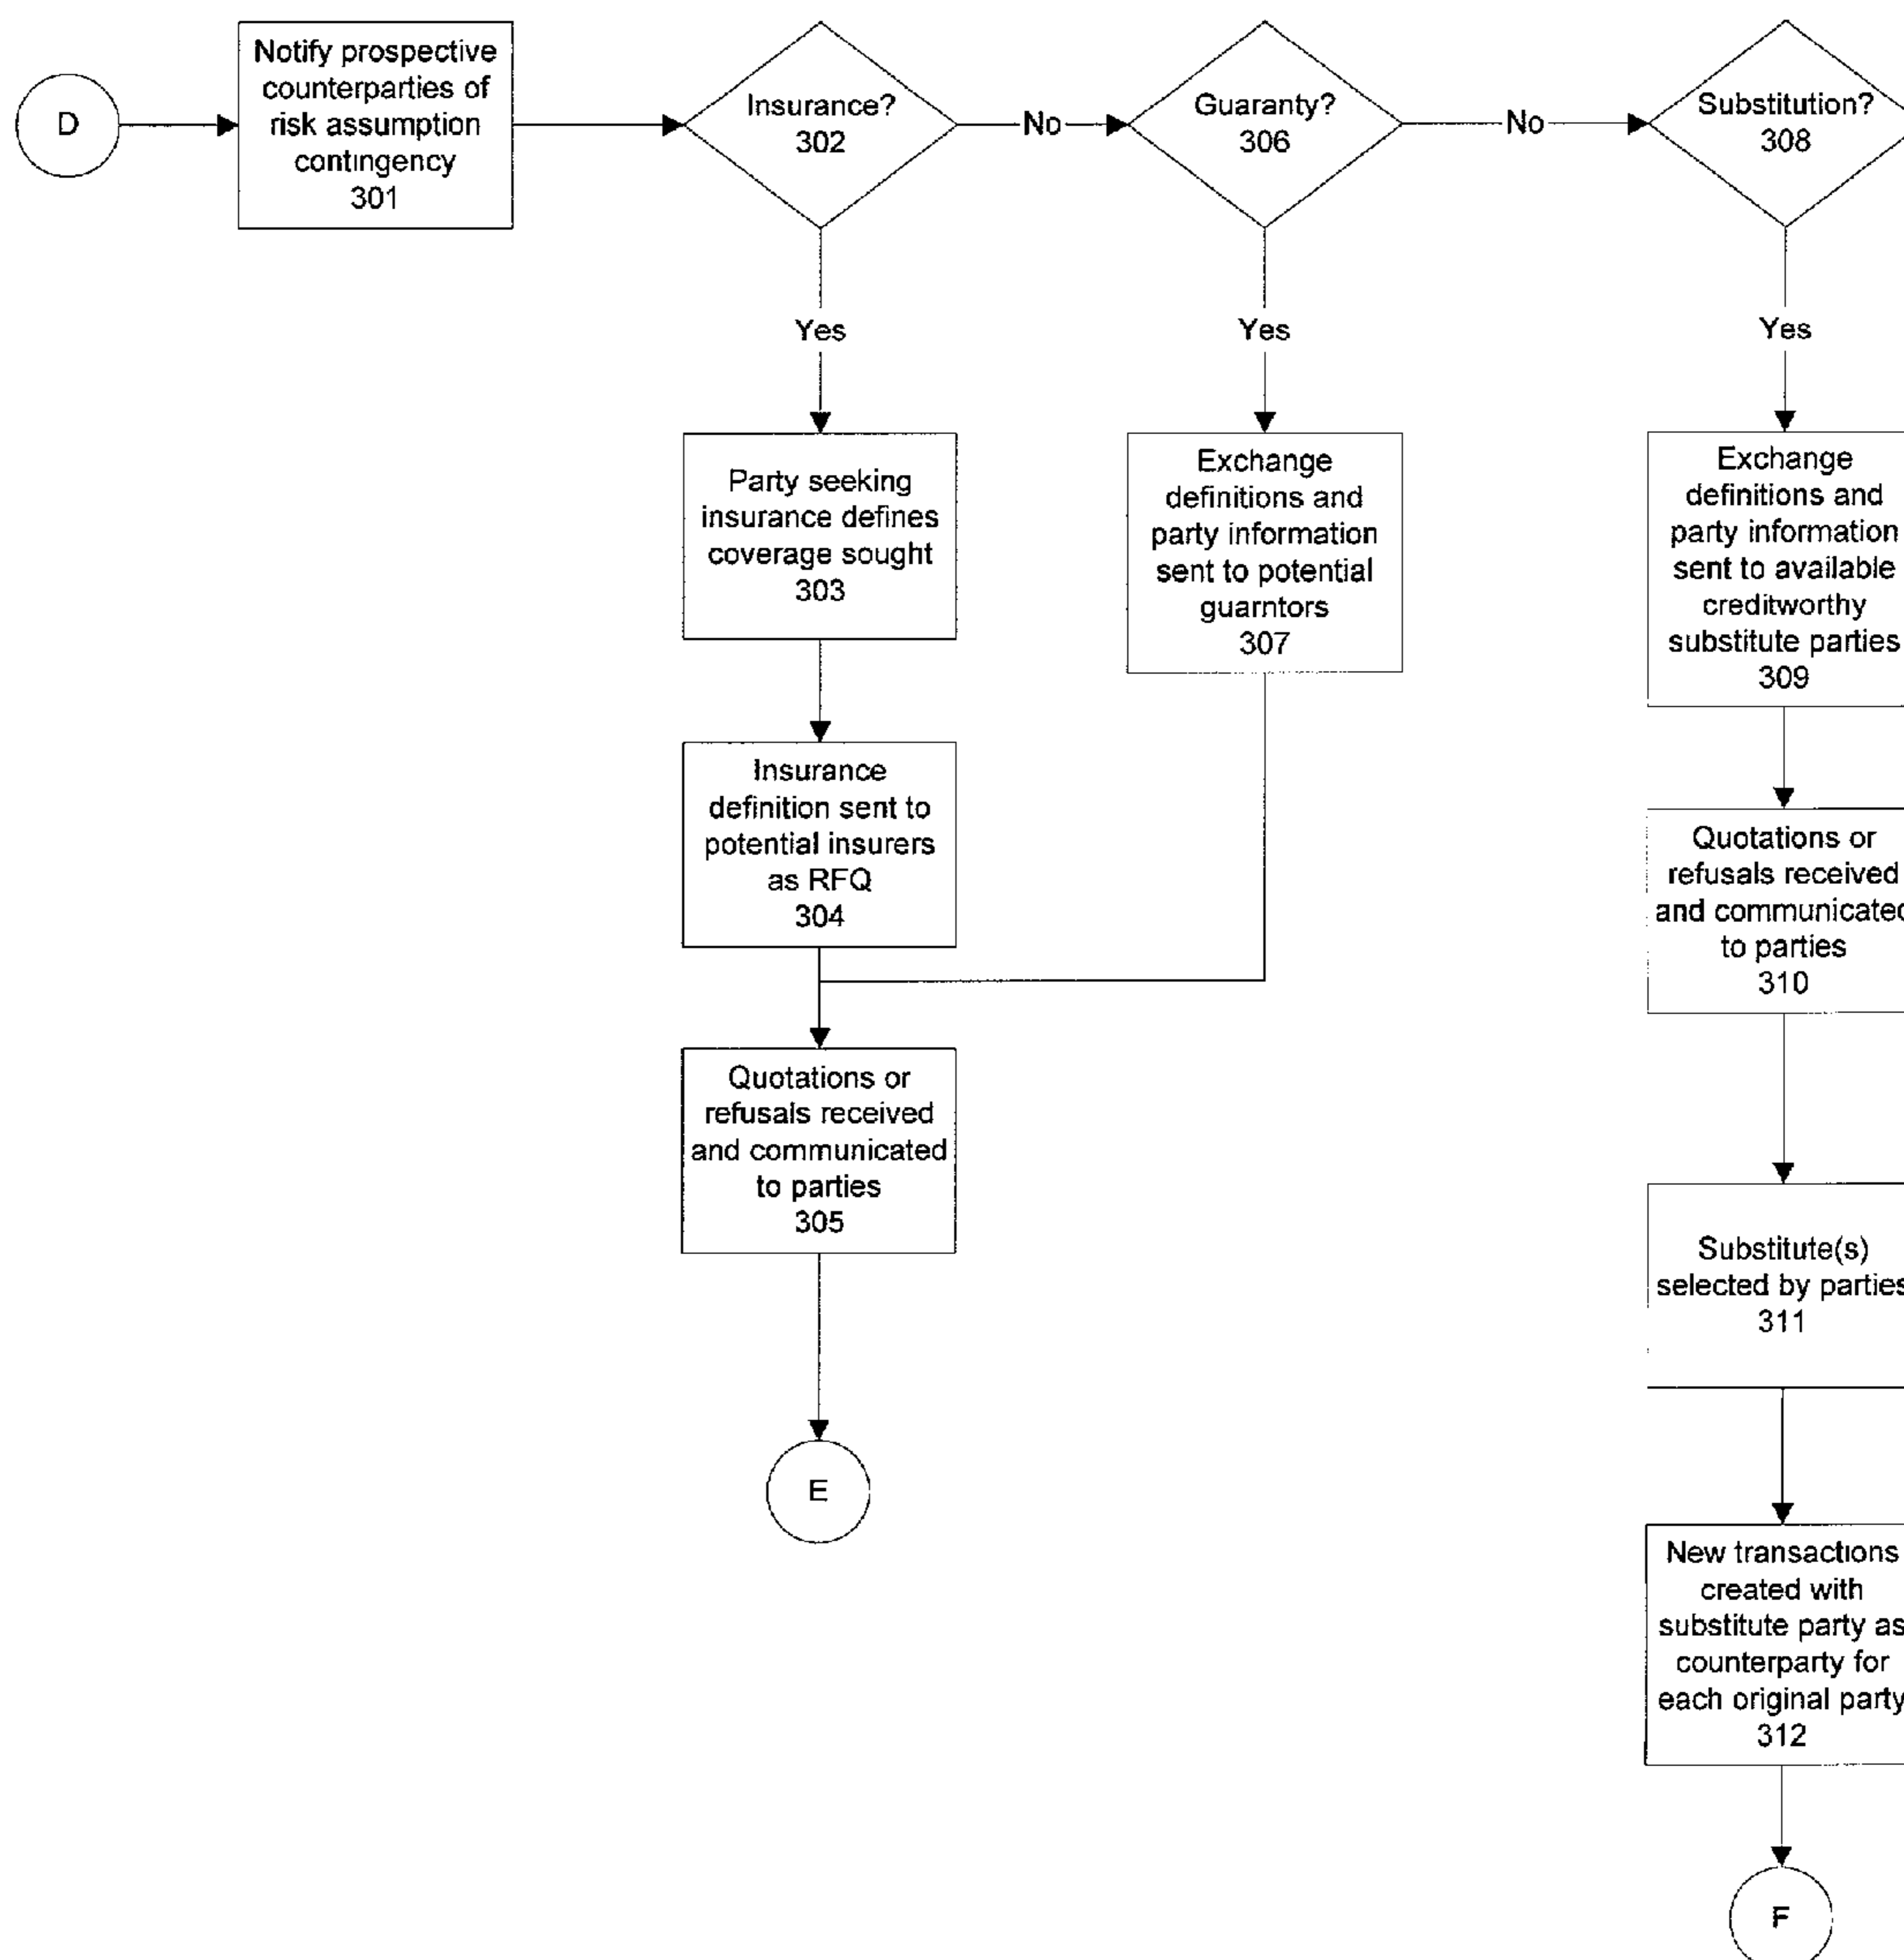 D
Notify prospective
counterparties of
risk assumption
contingency
301
Insurance?
302
No
Guaranty?
306
No
Substitution?
308
Yes
Yes
Yes
Party seeking
insurance defines
coverage sought
303
Exchange
definitions and
party information
sent to potential
guarntors
307
Exchange
definitions and
party information
sent to available
creditworthy
substitute parties
309
Insurance
definition sent to
potential insurers
as RFQ
304
Quotations or
refusals received
and communicated
to parties
310
Quotations or
refusals received
and communicated
to parties
305
Substitute(s)
selected by parties
311
E
New transactions
created with
substitute party as
counterparty for
each original party
312
F